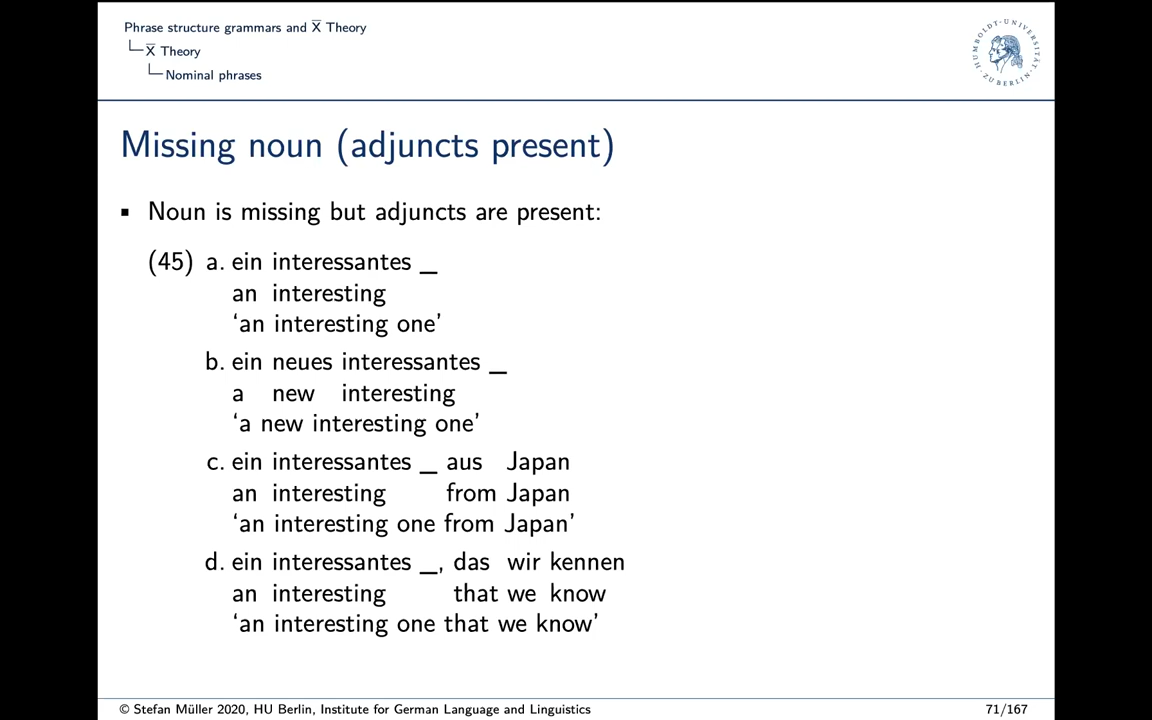 Phrase structure grammars and X̅ Theory
X̅ Theory
Nominal phrases
HUMBOLDT-UNIVERSITÄT ZU BERLIN
Missing noun (adjuncts present)
▪ Noun is missing but adjuncts are present:
(45) a. ein interessantes _
an interesting
‘an interesting one’
b. ein neues interessantes _
a new interesting
‘a new interesting one’
c. ein interessantes _ aus Japan
an interesting from Japan
‘an interesting one from Japan’
d. ein interessantes _, das wir kennen
an interesting that we know
‘an interesting one that we know’
© Stefan Müller 2020, HU Berlin, Institute for German Language and Linguistics 71/167